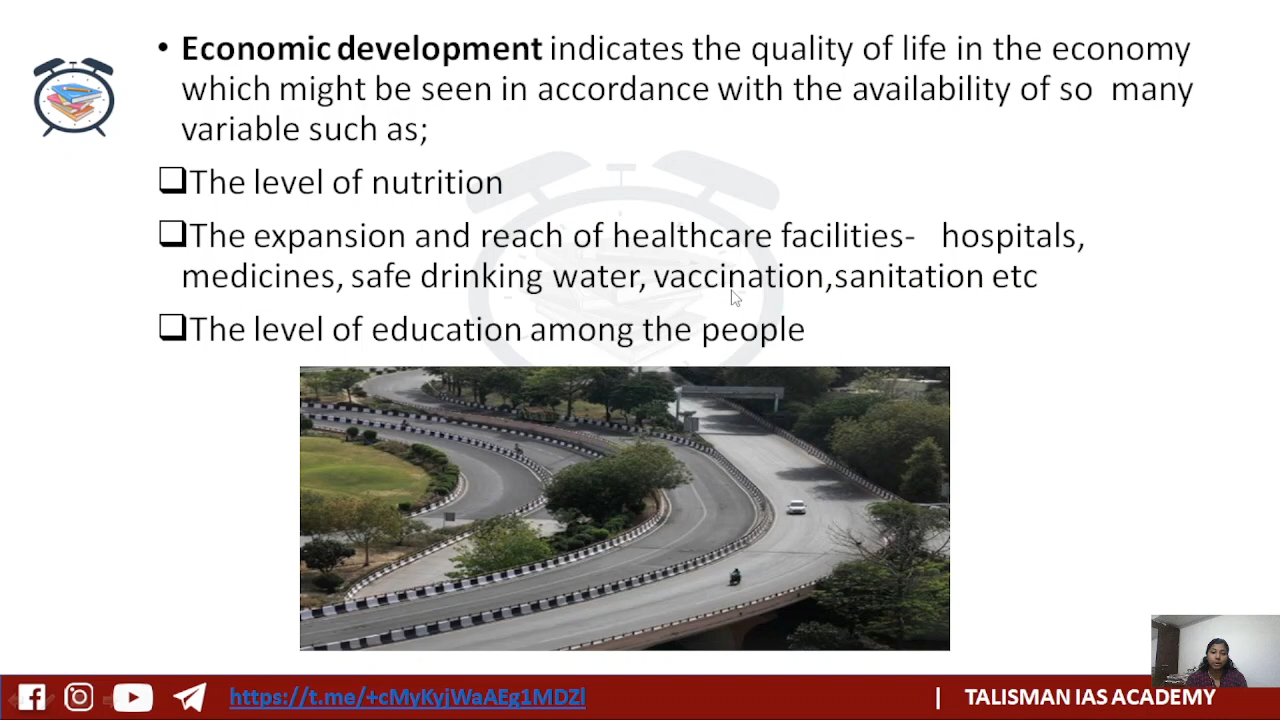 • Economic development indicates the quality of life in the economy
which might be seen in accordance with the availability of so many
variable such as;
❑The level of nutrition
❑The expansion and reach of healthcare facilities- hospitals,
medicines, safe drinking water, vaccination,sanitation etc
❑The level of education among the people
https://t.me/+cMyKyjWaAEg1MDZl
| TALISMAN IAS ACADEMY